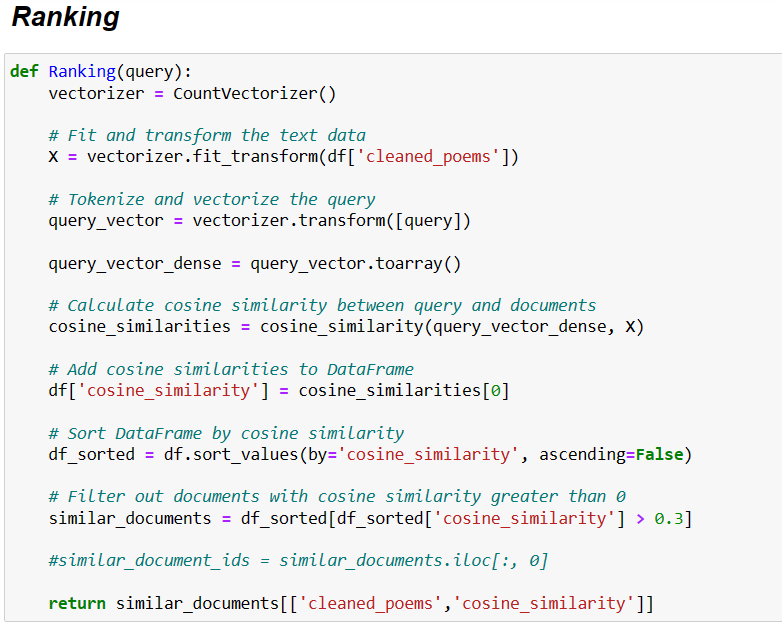 Ranking
def Ranking(query):
    vectorizer = CountVectorizer()
    # Fit and transform the text data
    X = vectorizer.fit_transform(df['cleaned_poems'])
    # Tokenize and vectorize the query
    query_vector = vectorizer.transform([query])
    query_vector_dense = query_vector.toarray()
    # Calculate cosine similarity between query and documents
    cosine_similarities = cosine_similarity(query_vector_dense, X)
    # Add cosine similarities to DataFrame
    df['cosine_similarity'] = cosine_similarities[0]
    # Sort DataFrame by cosine similarity
    df_sorted = df.sort_values(by='cosine_similarity', ascending=False)
    # Filter out documents with cosine similarity greater than 0
    similar_documents = df_sorted[df_sorted['cosine_similarity'] > 0.3]
    #similar_document_ids = similar_documents.iloc[:, 0]
    return similar_documents[['cleaned_poems','cosine_similarity']]